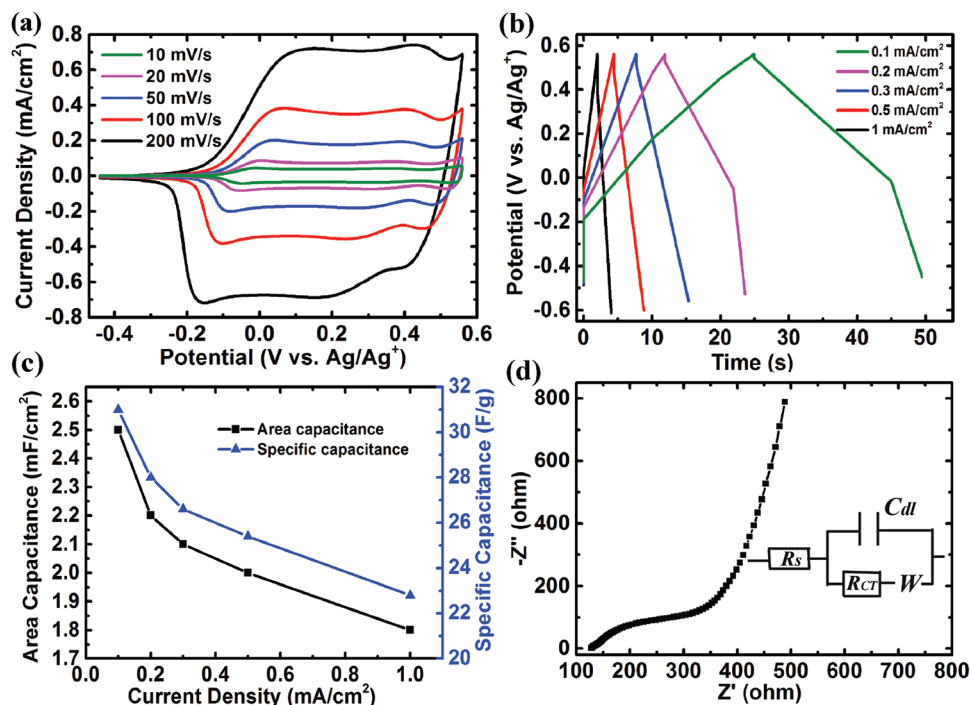 (a)
Current Density (mA/cm²)
0.8
0.6
0.4
0.2
0.0
-0.2
-0.4
-0.6
-0.8
10 mV/s
20 mV/s
50 mV/s
100 mV/s
200 mV/s
-0.4 -0.2 0.0 0.2 0.4 0.6
Potential (V vs. Ag/Ag⁺)
(b)
Potential (V vs. Ag/Ag⁺)
0.6
0.4
0.2
0.0
-0.2
-0.4
-0.6
0.1 mA/cm²
0.2 mA/cm²
0.3 mA/cm²
0.5 mA/cm²
1 mA/cm²
0 10 20 30 40 50
Time (s)
(c)
Area Capacitance (mF/cm²)
2.6
2.5
2.4
2.3
2.2
2.1
2.0
1.9
1.8
1.7
Area capacitance
Specific capacitance
32
30
28
26
24
22
20
Specific Capacitance (F/g)
0.0 0.2 0.4 0.6 0.8 1.0
Current Density (mA/cm²)
(d)
-Z'' (ohm)
800
600
400
200
0
Cdl
Rs
RCT
W
100 200 300 400 500 600 700 800
Z' (ohm)